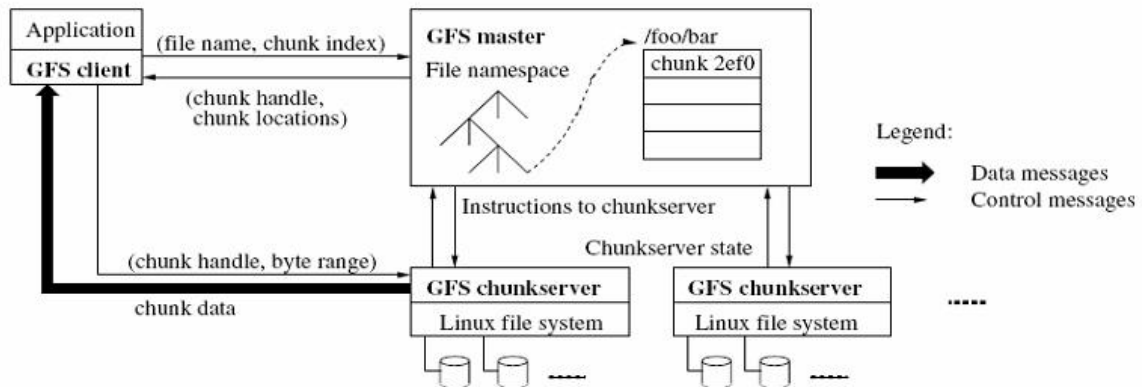 Application
GFS client
(file name, chunk index)
(chunk handle,
chunk locations)
GFS master
File namespace
/foo/bar
chunk 2ef0
Legend:
Data messages
Control messages
Instructions to chunkserver
Chunkserver state
(chunk handle, byte range)
chunk data
GFS chunkserver
Linux file system
GFS chunkserver
Linux file system